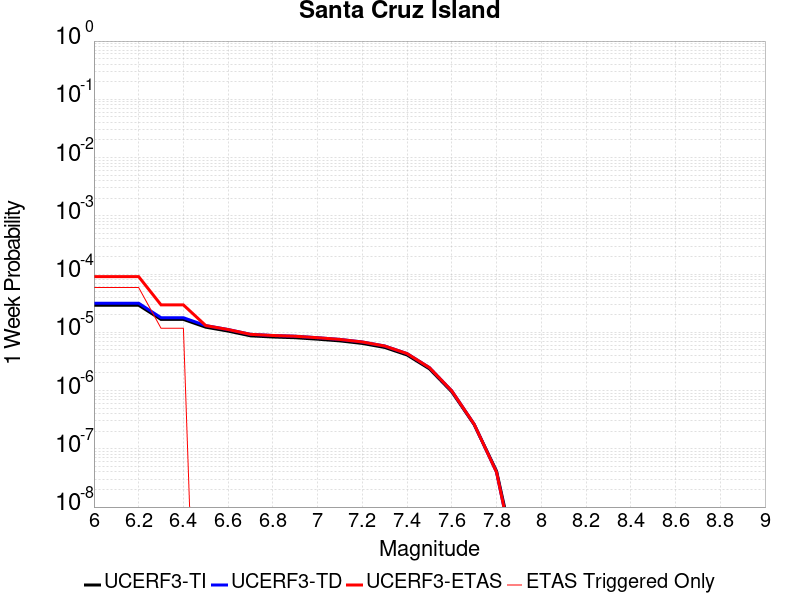 Santa Cruz Island
1 Week Probability
10^0
10^-1
10^-2
10^-3
10^-4
10^-5
10^-6
10^-7
10^-8
6 6.2 6.4 6.6 6.8 7 7.2 7.4 7.6 7.8 8 8.2 8.4 8.6 8.8 9
Magnitude
UCERF3-TI UCERF3-TD UCERF3-ETAS ETAS Triggered Only